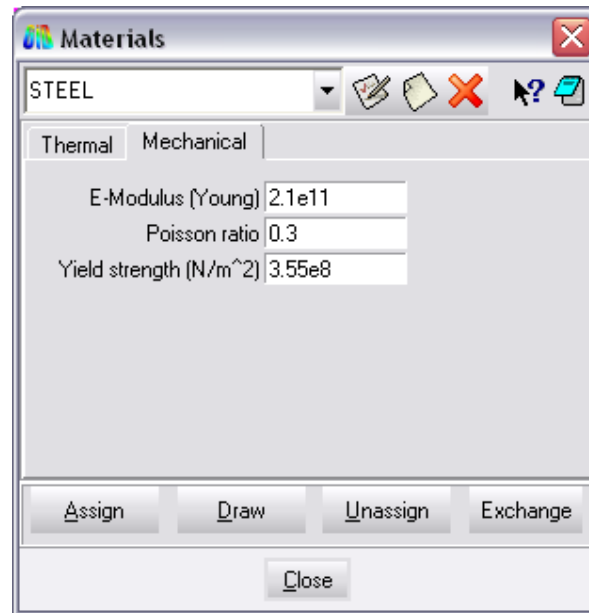 Materials
STEEL
Thermal Mechanical
E-Modulus (Young) 2.1e11
Poisson ratio 0.3
Yield strength (N/m^2) 3.55e8
Assign Draw Unassign Exchange
Close